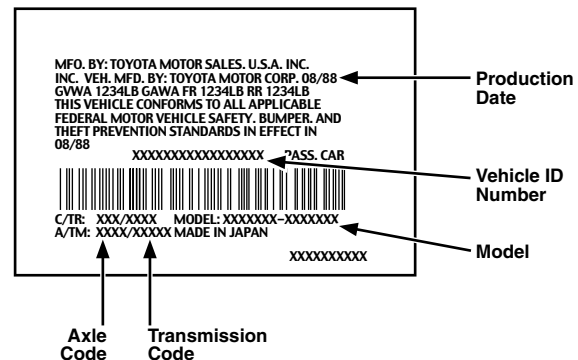 MFO. BY: TOYOTA MOTOR SALES. U.S.A. INC.
INC. VEH. MFD. BY: TOYOTA MOTOR CORP. 08/88
GVWA 1234LB GAWA FR 1234LB RR 1234LB
THIS VEHICLE CONFORMS TO ALL APPLICABLE
FEDERAL MOTOR VEHICLE SAFETY. BUMPER. AND
THEFT PREVENTION STANDARDS IN EFFECT IN
08/88
XXXXXXXXXXXXXXXXX PASS. CAR
C/TR: XXX/XXXX MODEL: XXXXXXX-XXXXXXX
A/TM: XXXX/XXXXX MADE IN JAPAN
XXXXXXXXXX
Production
Date
Vehicle ID
Number
Model
Axle
Code
Transmission
Code